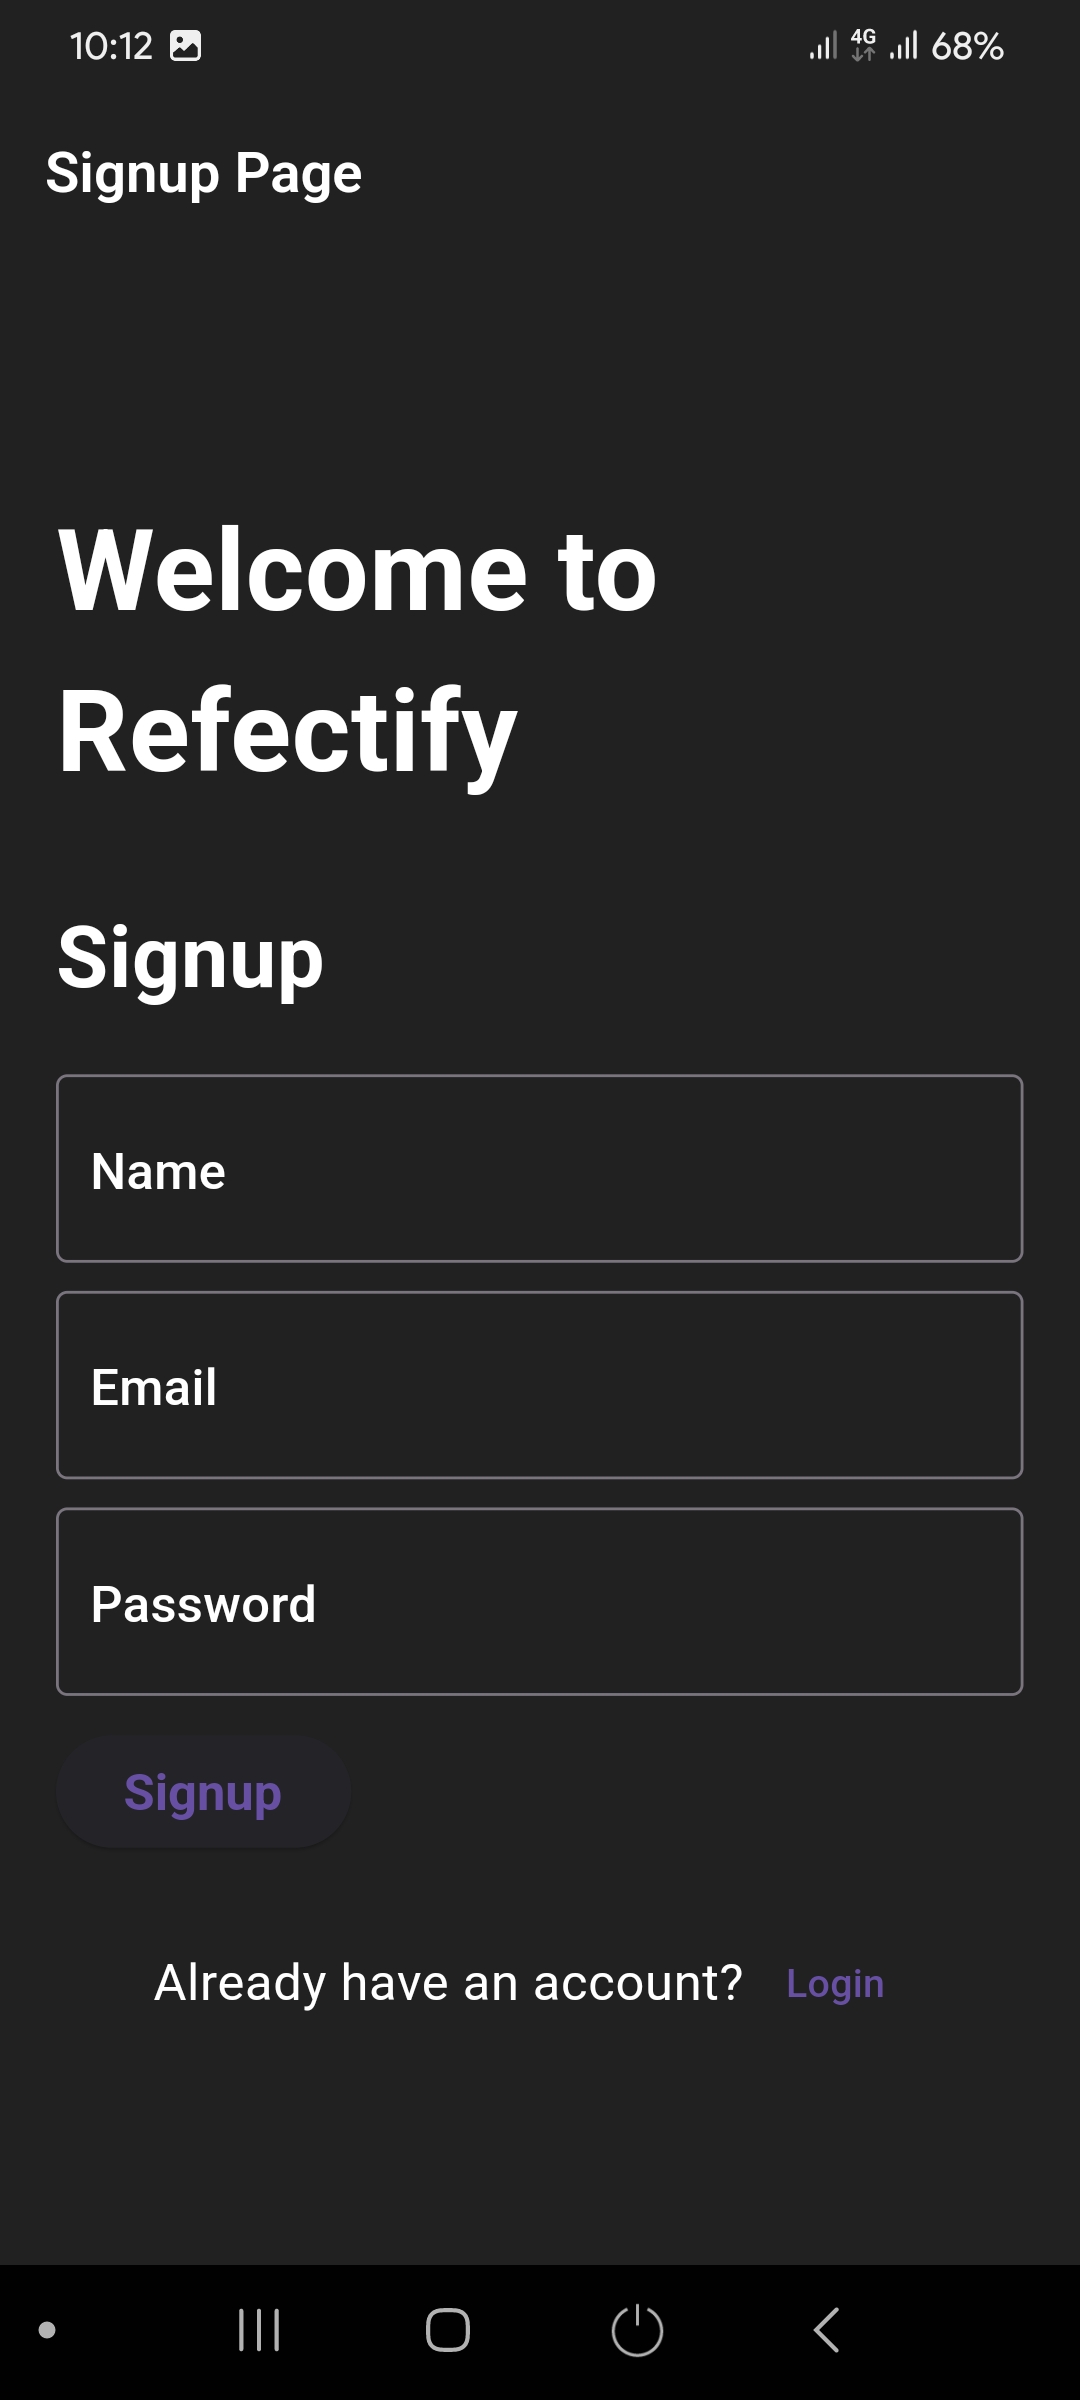 10:12
4G
68%
Signup Page
Welcome to
Refectify
Signup
Name
Email
Password
Signup
Already have an account? Login